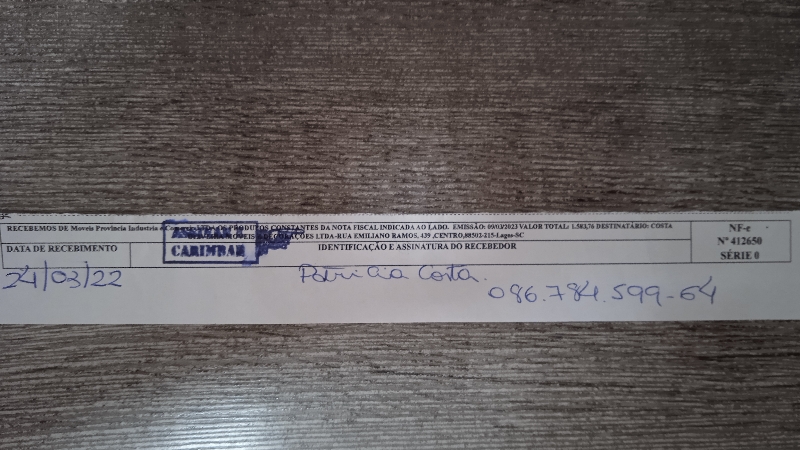 RECEBEMOS DE Moveis Provincia Industria e Comercio LTDA OS PRODUTOS CONSTANTES DA NOTA FISCAL INDICADA AO LADO. EMISSÃO: 09/03/2023 VALOR TOTAL: 1.583,76 DESTINATÁRIO: COSTA
MOVEIS E DECORAÇÕES LTDA-RUA EMILIANO RAMOS, 439 ,CENTRO,88502-215-Lages-SC
NF-e
Nº 412650
SÉRIE 0
DATA DE RECEBIMENTO
CARIMBAR
IDENTIFICAÇÃO E ASSINATURA DO RECEBEDOR
24/03/22
Patricia Costa.
086.784.599-64